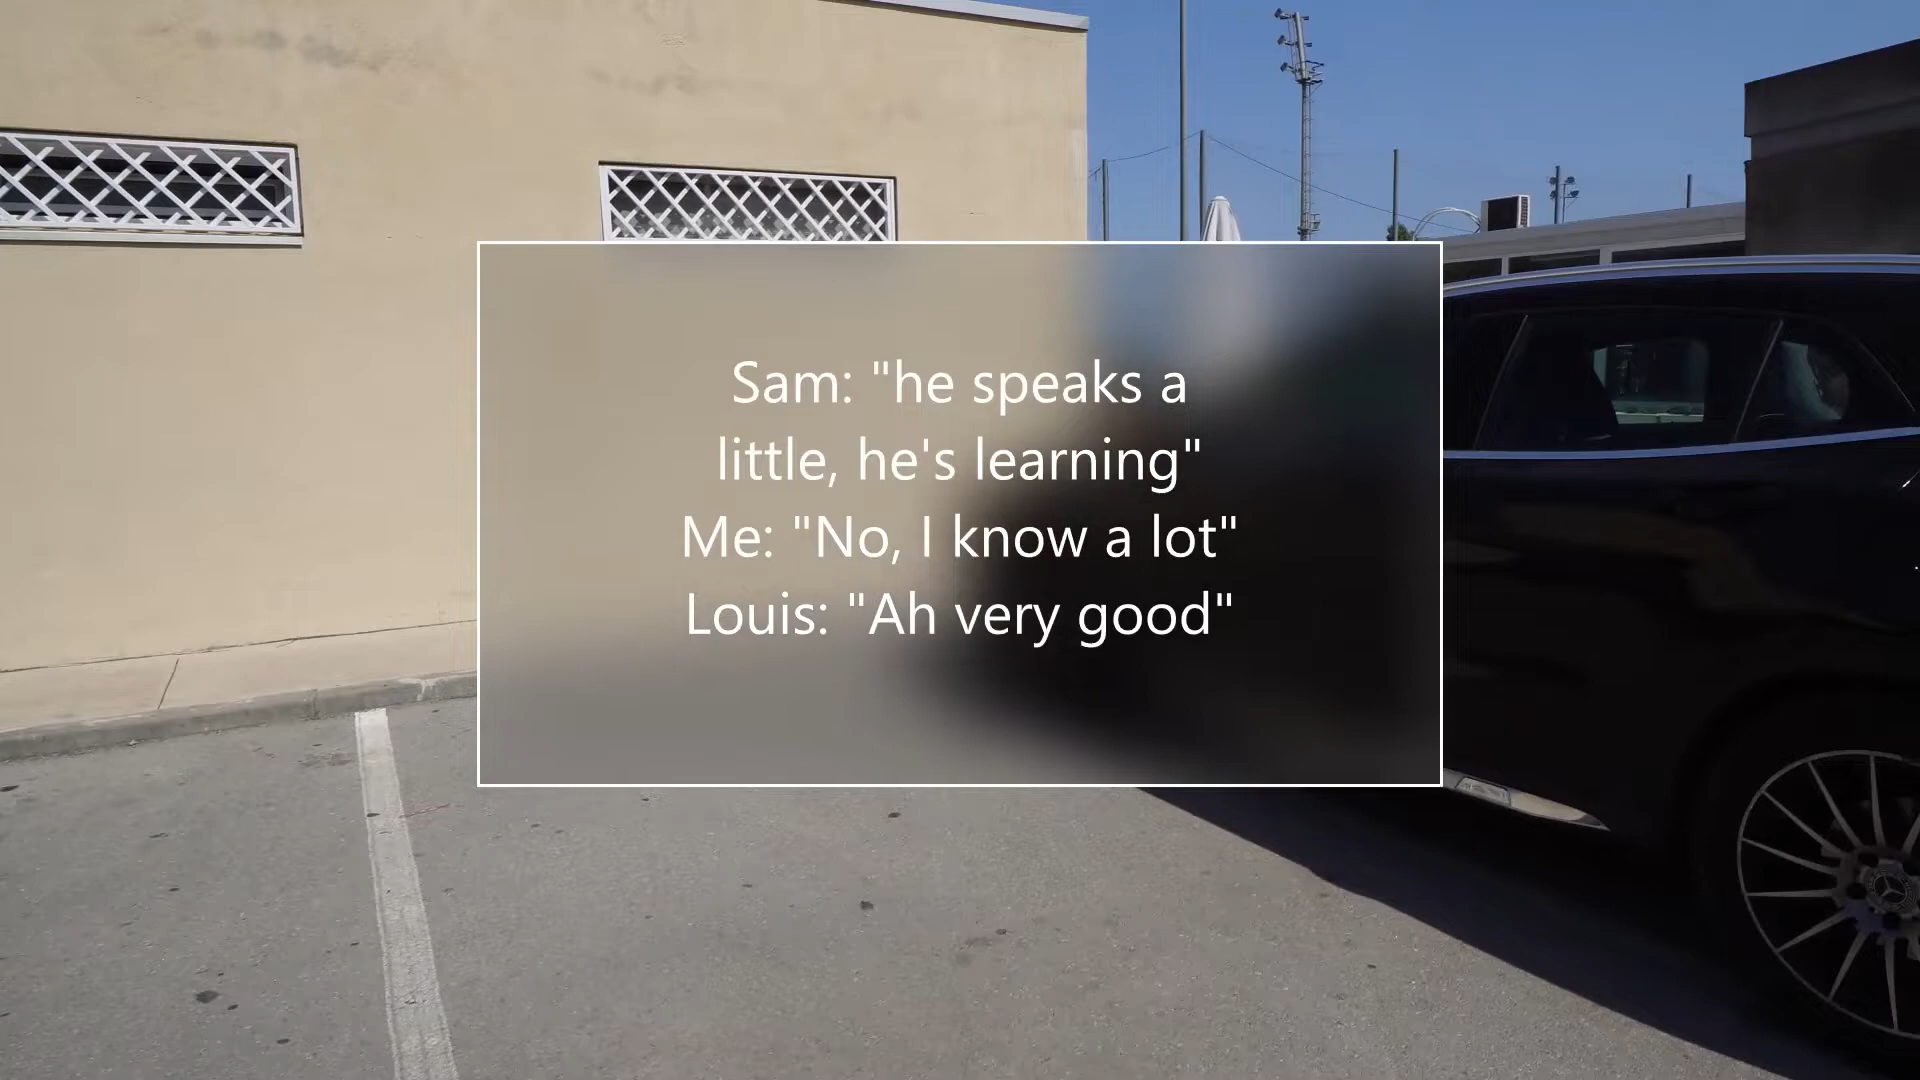 Sam: "he speaks a
little, he's learning"
Me: "No, I know a lot"
Louis: "Ah very good"